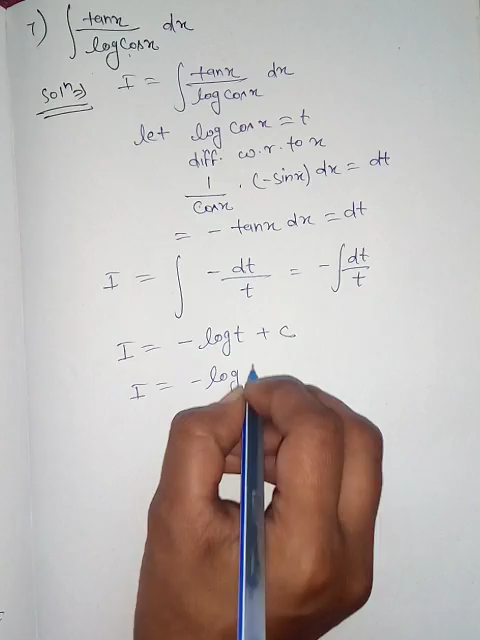 7) ∫ tanx / logcosx dx
Soln⇒ I = ∫ tanx / logcosx dx
let log cosx = t
diff. w.r. to x
1 / cosx . (-sinx) dx = dt
= - tanx dx = dt
I = ∫ - dt / t = -∫ dt / t
I = - logt + c
I = - log